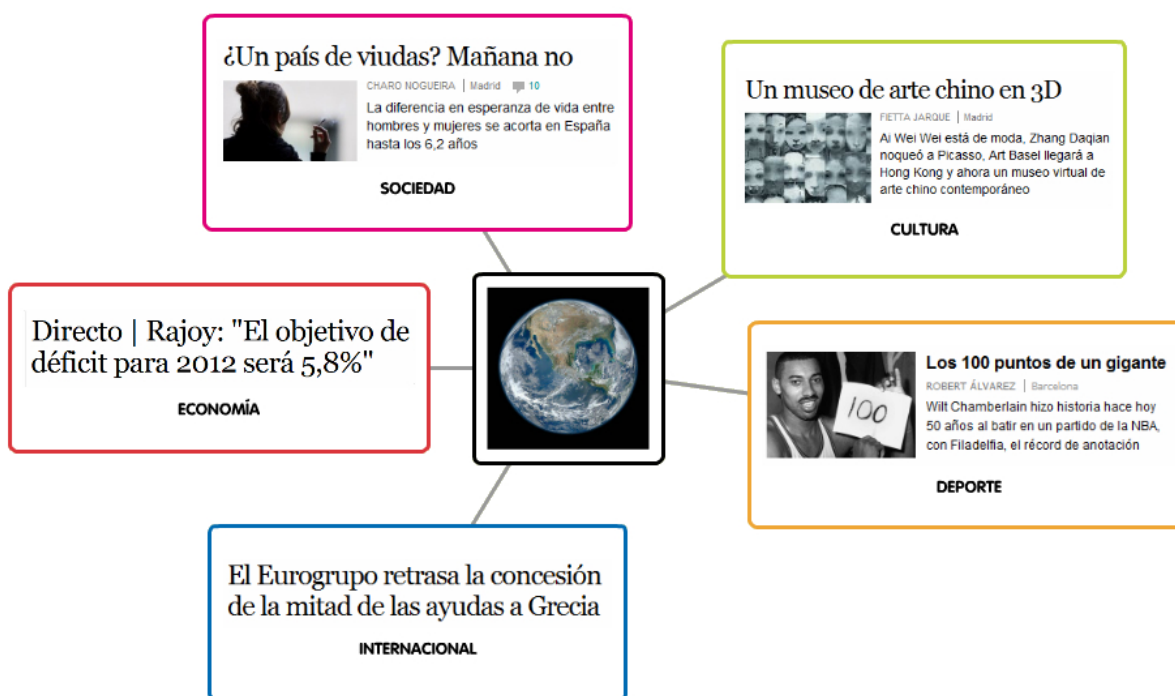 ¿Un país de viudas? Mañana no
CHARO NOGUEIRA | Madrid 10
La diferencia en esperanza de vida entre
hombres y mujeres se acorta en España
hasta los 6,2 años
SOCIEDAD
Un museo de arte chino en 3D
FIETTA JARQUE | Madrid
Ai Wei Wei está de moda, Zhang Daqian
noqueó a Picasso, Art Basel llegará a
Hong Kong y ahora un museo virtual de
arte chino contemporáneo
CULTURA
Directo | Rajoy: "El objetivo de
déficit para 2012 será 5,8%"
ECONOMÍA
100
Los 100 puntos de un gigante
ROBERT ÁLVAREZ | Barcelona
Wilt Chamberlain hizo historia hace hoy
50 años al batir en un partido de la NBA,
con Filadelfia, el récord de anotación
DEPORTE
El Eurogrupo retrasa la concesión
de la mitad de las ayudas a Grecia
INTERNACIONAL